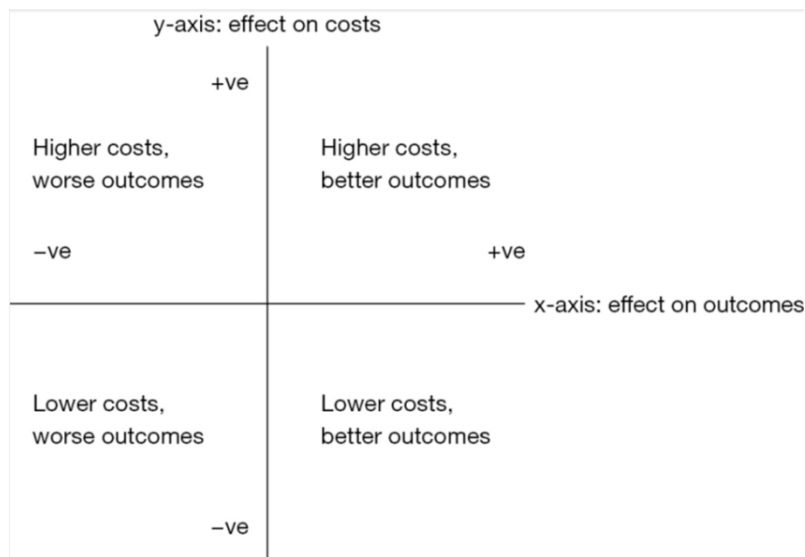 y-axis: effect on costs
+ve
Higher costs,
worse outcomes
Higher costs,
better outcomes
−ve
+ve
x-axis: effect on outcomes
Lower costs,
worse outcomes
Lower costs,
better outcomes
−ve